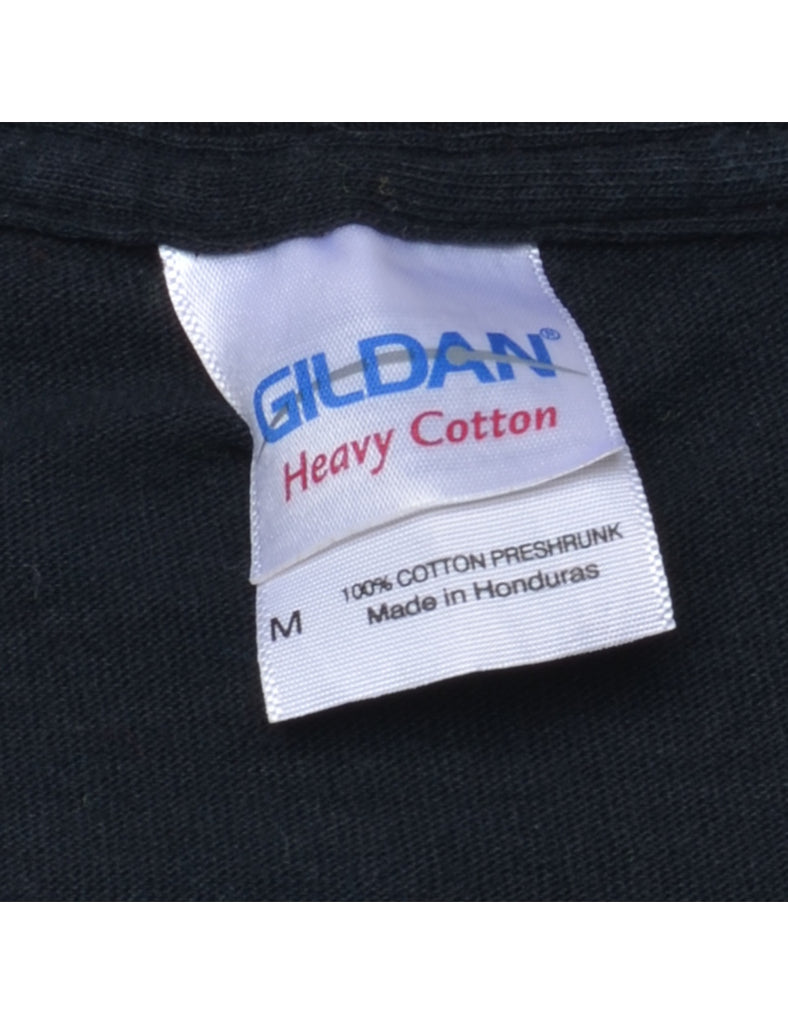 GILDAN®
Heavy Cotton
100% COTTON PRESHRUNK
M Made in Honduras